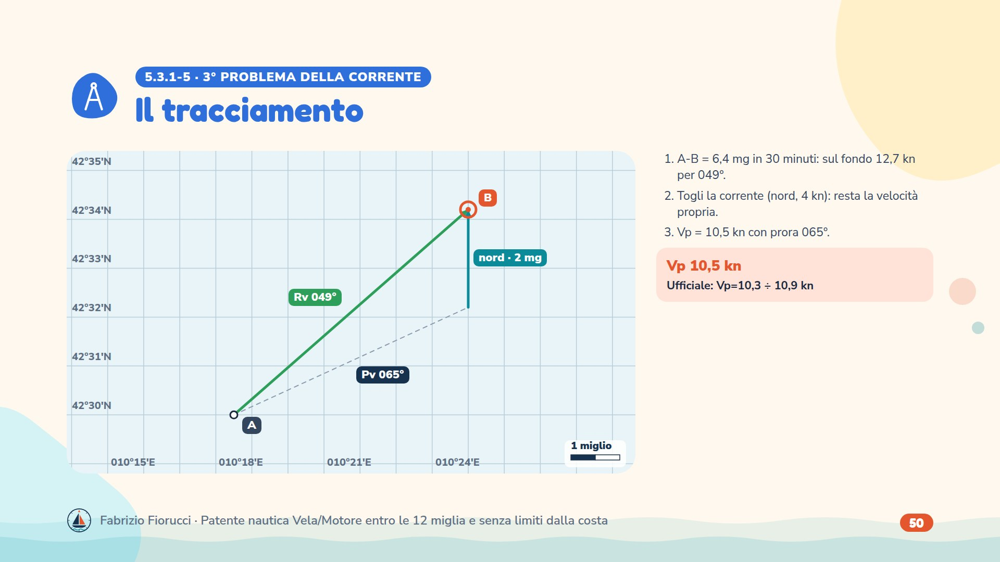 5.3.1-5 · 3° PROBLEMA DELLA CORRENTE
Il tracciamento
42°35'N
42°34'N
42°33'N
42°32'N
42°31'N
42°30'N
010°15'E
010°18'E
010°21'E
010°24'E
B
nord · 2 mg
Rv 049°
Pv 065°
A
1 miglio
1. A-B = 6,4 mg in 30 minuti: sul fondo 12,7 kn
per 049°.
2. Togli la corrente (nord, 4 kn): resta la velocità
propria.
3. Vp = 10,5 kn con prora 065°.
Vp 10,5 kn
Ufficiale: Vp=10,3 ÷ 10,9 kn
Fabrizio Fiorucci · Patente nautica Vela/Motore entro le 12 miglia e senza limiti dalla costa
50